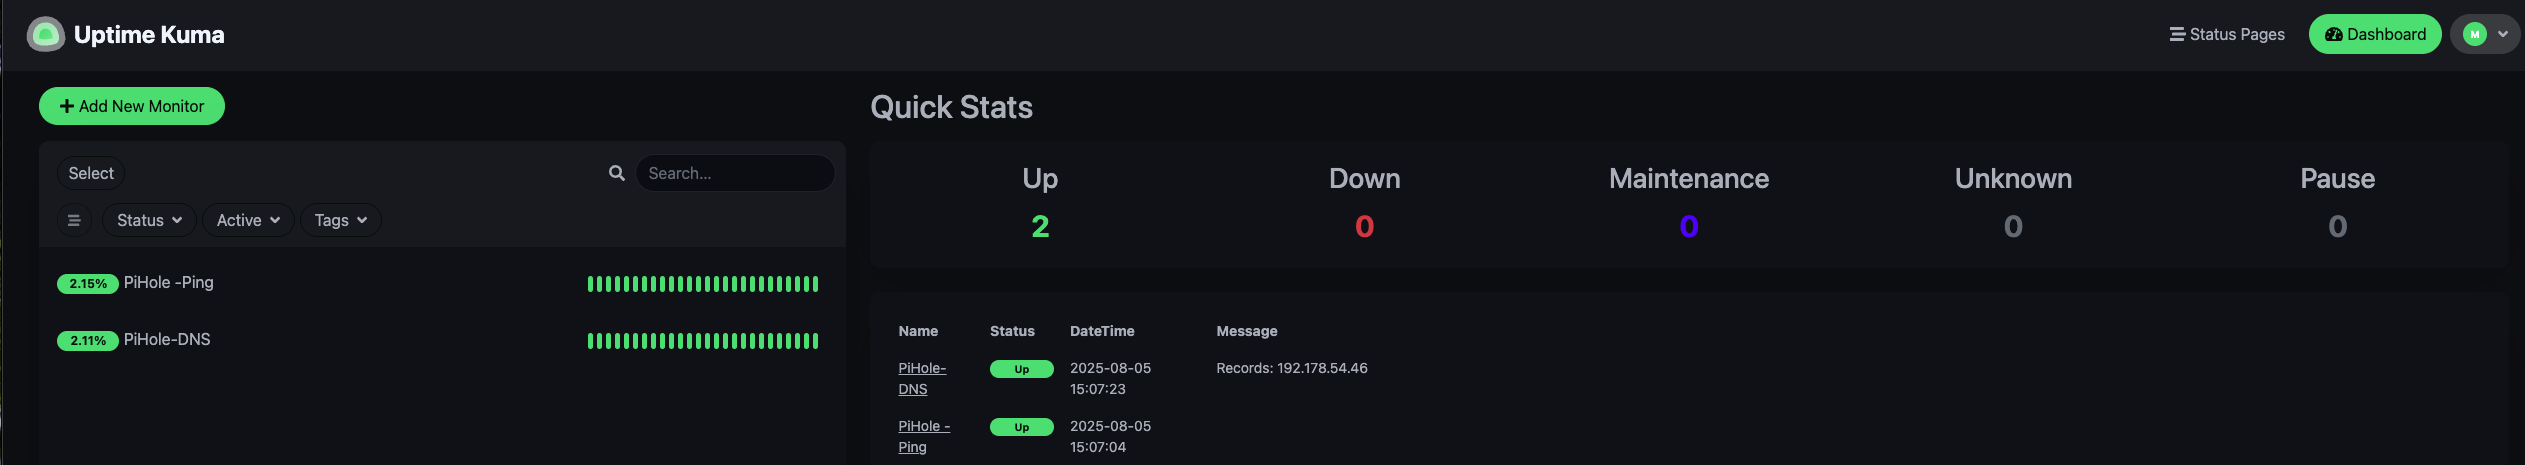 Uptime Kuma
Status Pages
Dashboard
M
Add New Monitor
Select
Search...
Status
Active
Tags
2.15% PiHole -Ping
2.11% PiHole-DNS
Quick Stats
Up Down Maintenance Unknown Pause
2 0 0 0 0
Name Status DateTime Message
PiHole- Up 2025-08-05 Records: 192.178.54.46
DNS 15:07:23
PiHole - Up 2025-08-05
Ping 15:07:04